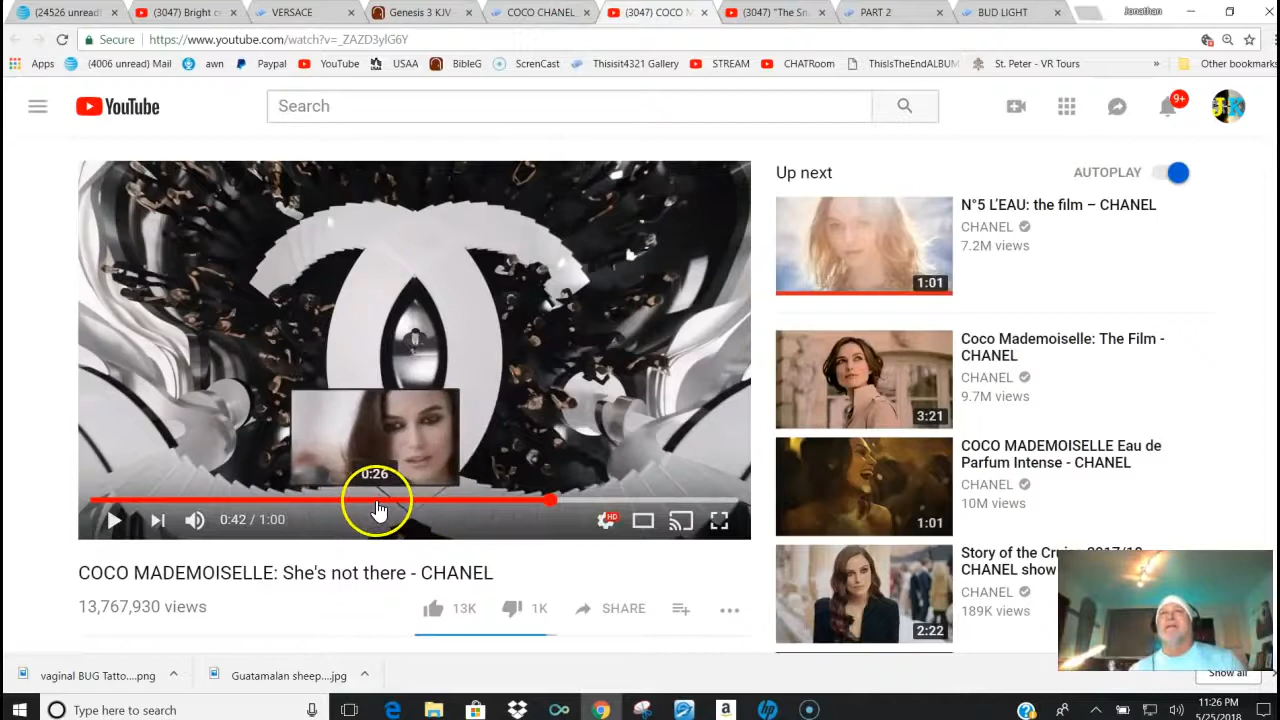 (24526 unread
(3047) Bright c
VERSACE
Genesis 3 KJV -
COCO CHANEL
(3047) COCO M
(3047) "The Sn
PART 2
BUD LIGHT
Jonathan
Secure
https://www.youtube.com/watch?v=_ZAZD3ylG6Y
Apps
(4006 unread) Mail
awn
Paypal
YouTube
USAA
BibleG
ScrenCast
Thisisit4321 Gallery
STREAM
CHATRoom
ThisIsTheEndALBUM
St. Peter - VR Tours
»
Other bookmarks
YouTube
Search
9+
Up next
AUTOPLAY
N°5 L'EAU: the film – CHANEL
CHANEL
7.2M views
1:01
Coco Mademoiselle: The Film -
CHANEL
CHANEL
9.7M views
3:21
COCO MADEMOISELLE Eau de
Parfum Intense - CHANEL
CHANEL
10M views
1:01
Story of the Cruise 2017/18
CHANEL show
CHANEL
189K views
2:22
0:26
0:42 / 1:00
HD
COCO MADEMOISELLE: She's not there - CHANEL
13,767,930 views
13K
1K
SHARE
vaginal BUG Tatto....png
Guatamalan sheep....jpg
Show all
Type here to search
11:26 PM
5/25/2018